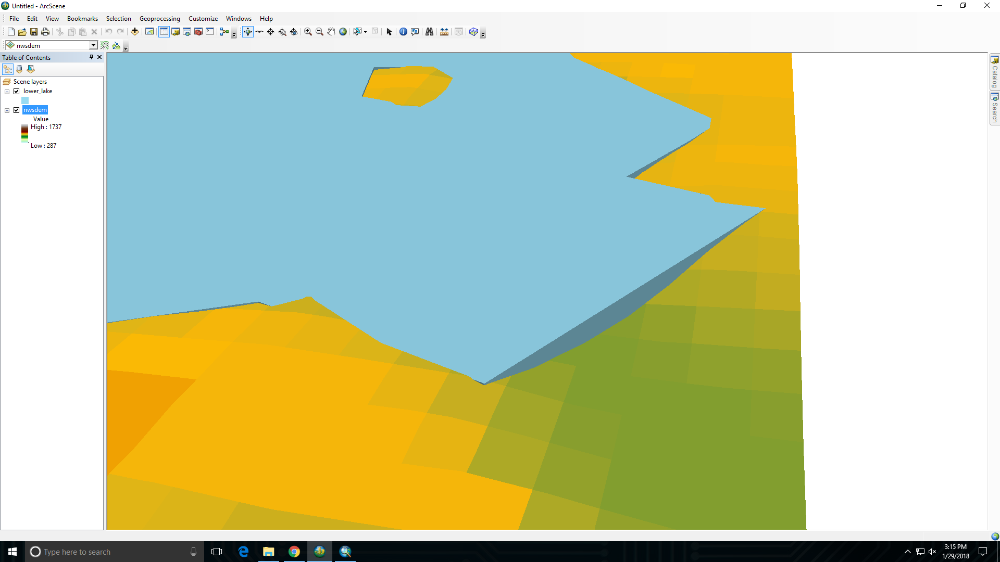 Untitled - ArcScene
File Edit View Bookmarks Selection Geoprocessing Customize Windows Help
nwsdem
Table of Contents
Scene layers
lower_lake
nwsdem
Value
High : 1737
Low : 287
Catalog
Search
Type here to search
3:15 PM
1/29/2018